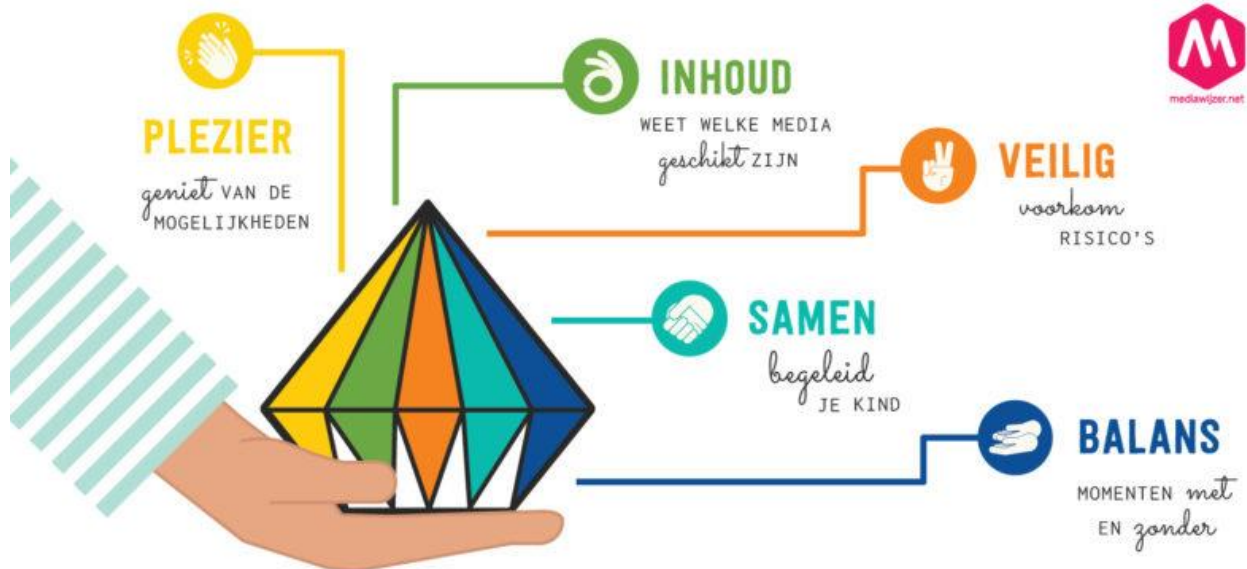 PLEZIER
geniet VAN DE
MOGELIJKHEDEN
INHOUD
WEET WELKE MEDIA
geschikt ZIJN
mediawijzer.net
VEILIG
voorkom
RISICO'S
SAMEN
begeleid
JE KIND
BALANS
MOMENTEN met
EN zonder